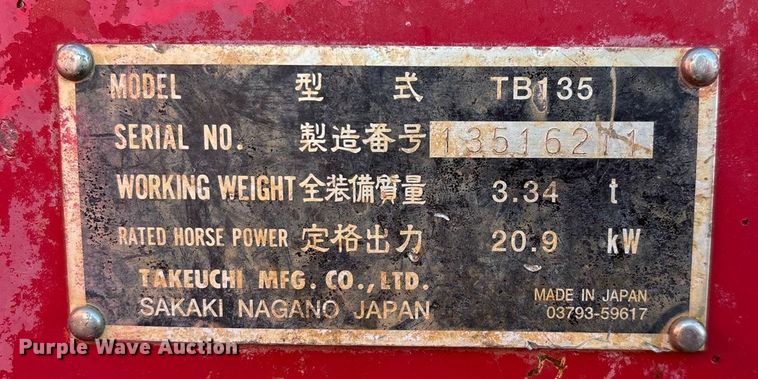 MODEL 型式 TB135
SERIAL NO. 製造番号 13516211
WORKING WEIGHT 全装備質量 3.34 t
RATED HORSE POWER 定格出力 20.9 kW
TAKEUCHI MFG. CO., LTD.
SAKAKI NAGANO JAPAN
MADE IN JAPAN
03793-59617
Purple Wave Auction